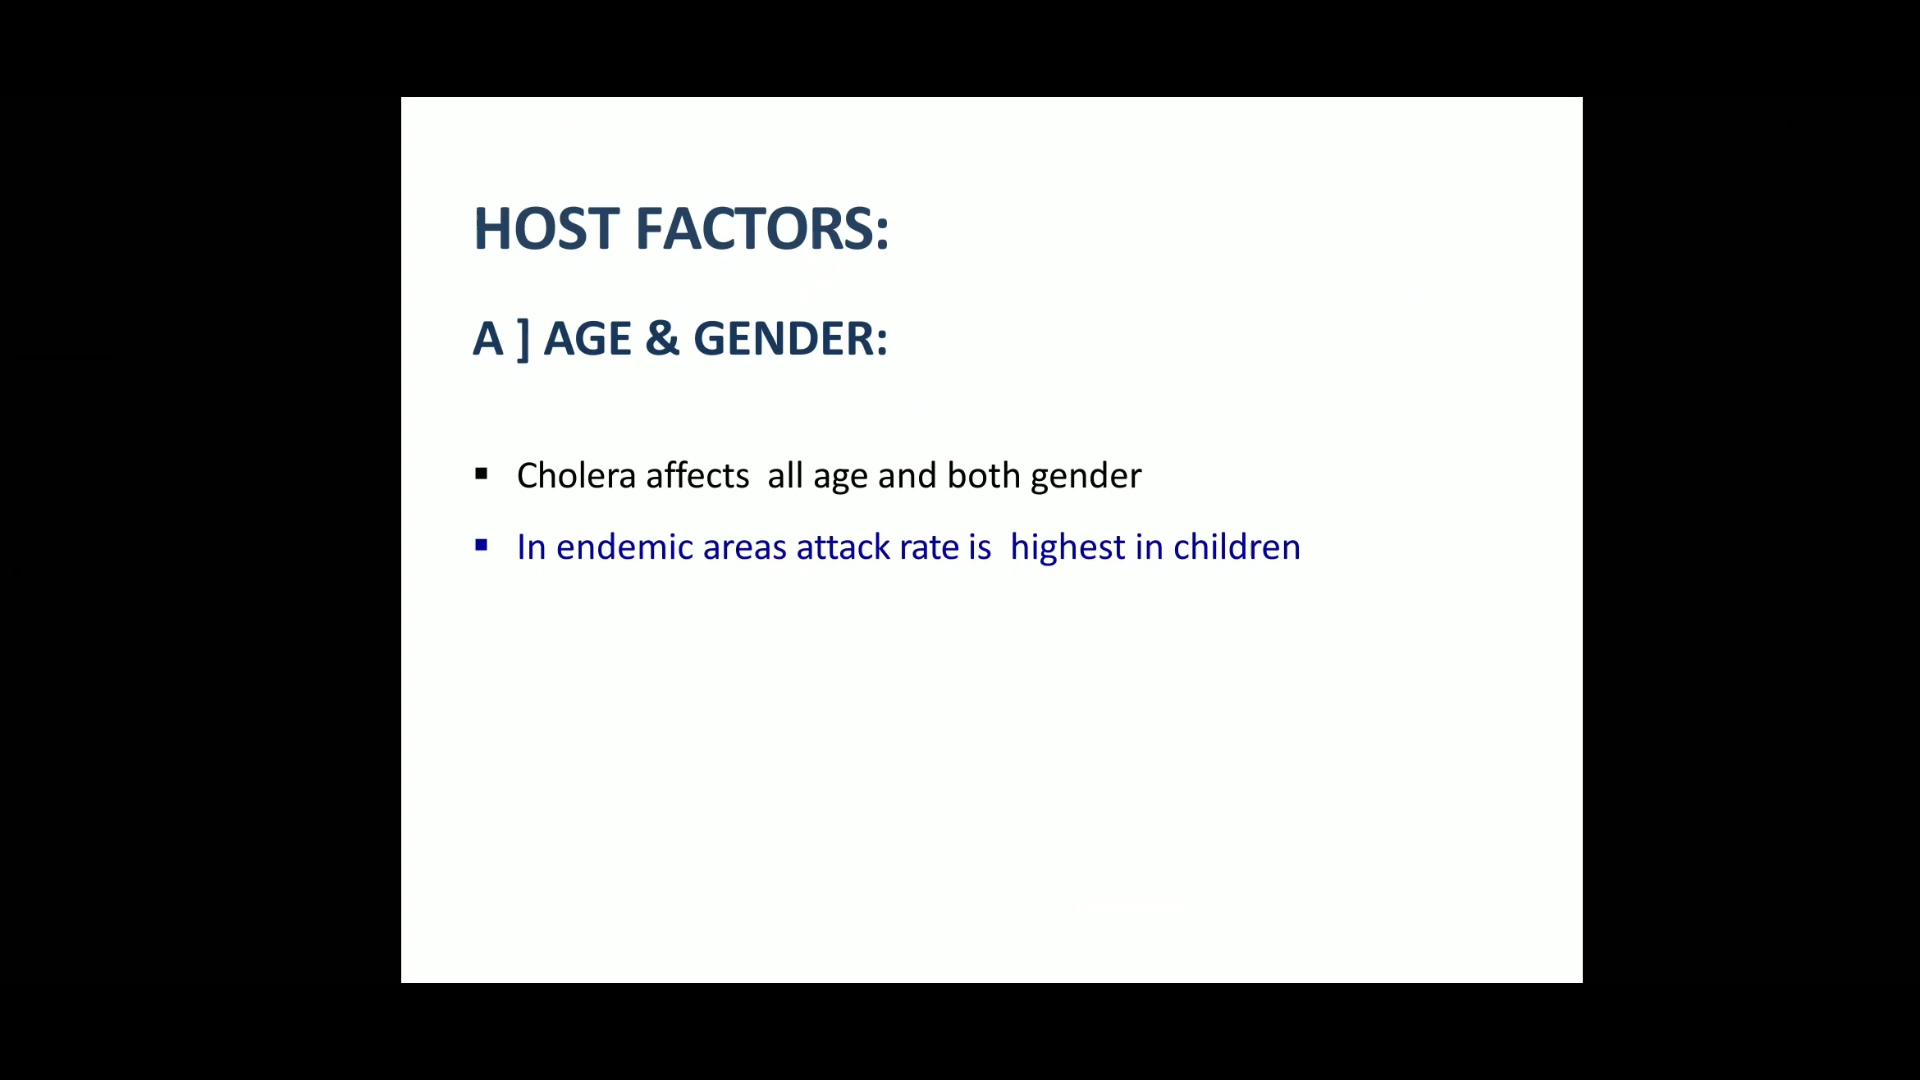 HOST FACTORS:
A ] AGE & GENDER:
▪ Cholera affects  all age and both gender
▪ In endemic areas attack rate is  highest in children